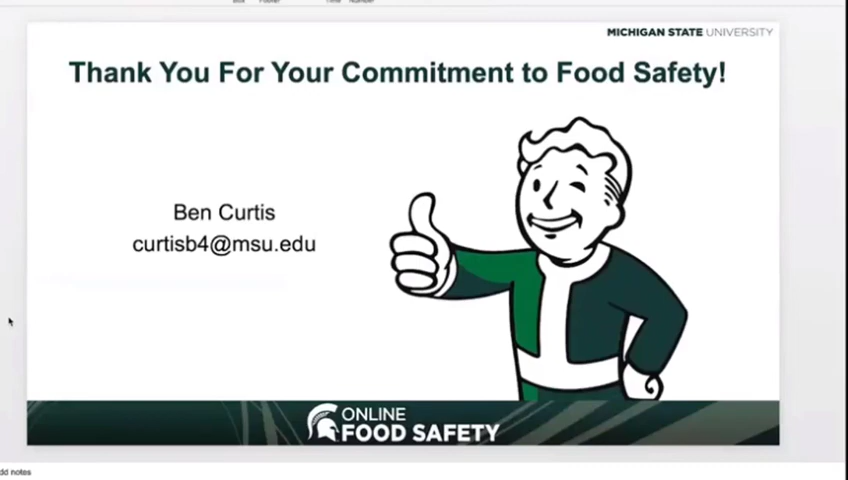 MICHIGAN STATE UNIVERSITY
Thank You For Your Commitment to Food Safety!
Ben Curtis
curtisb4@msu.edu
ONLINE
FOOD SAFETY
dd notes